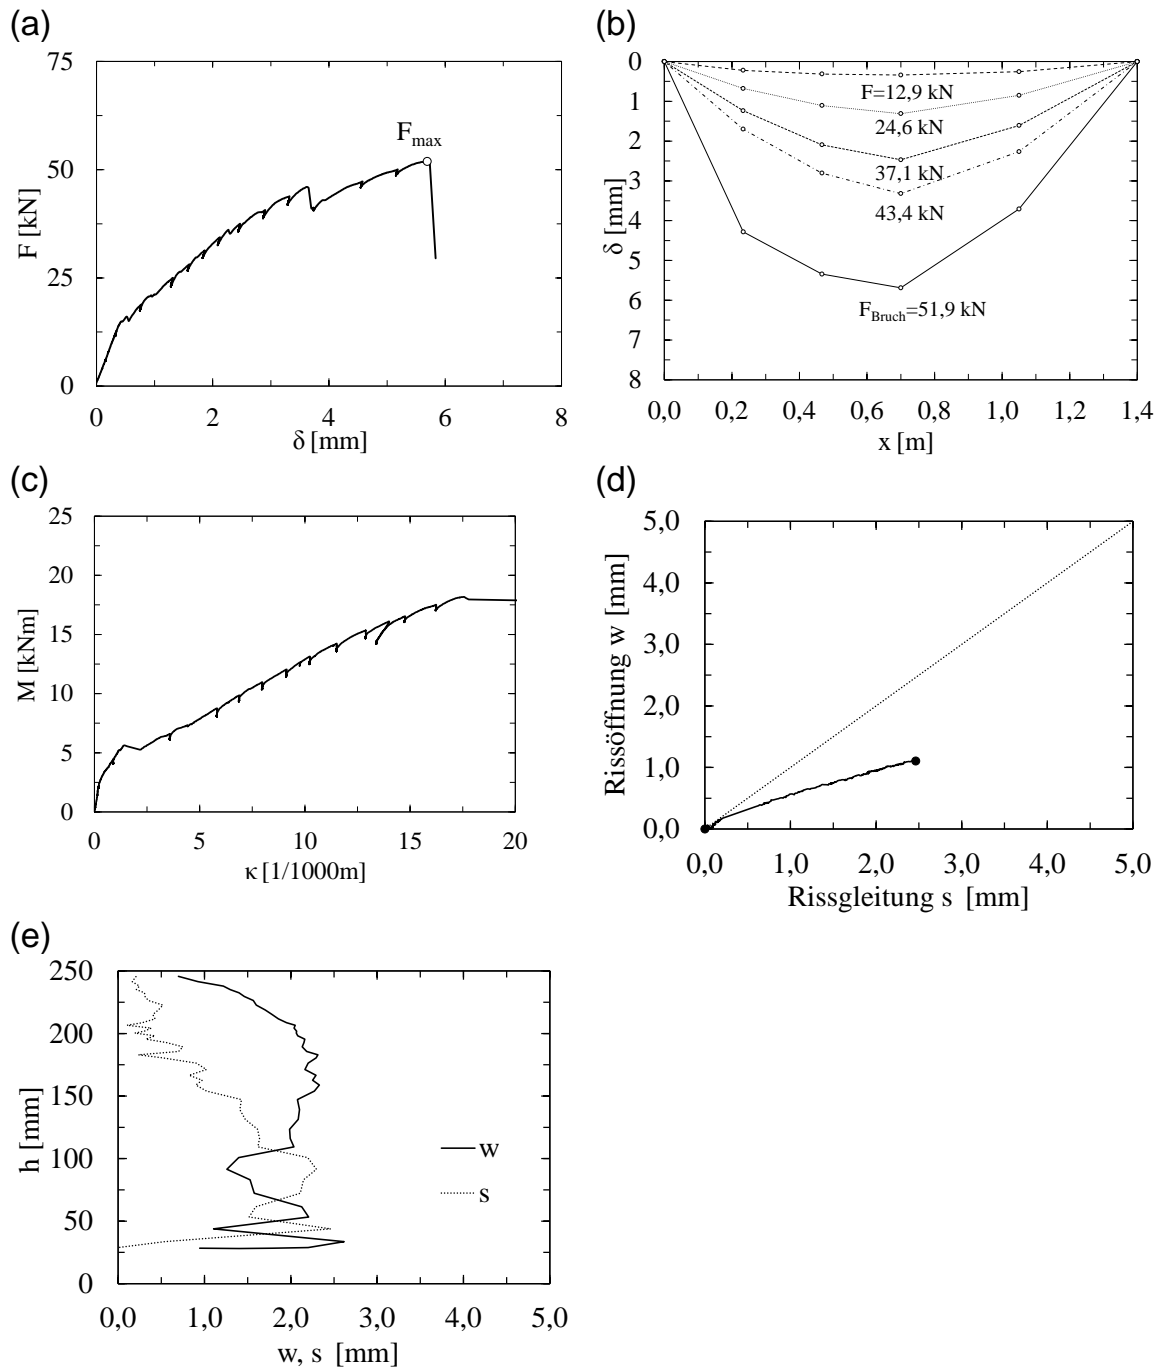 (a)
F [kN]
75
50
25
0
F_max
0 2 4 6 8
δ [mm]
(b)
δ [mm]
0
1
2
3
4
5
6
7
8
F=12,9 kN
24,6 kN
37,1 kN
43,4 kN
F_Bruch=51,9 kN
0,0 0,2 0,4 0,6 0,8 1,0 1,2 1,4
x [m]
(c)
M [kNm]
25
20
15
10
5
0
0 5 10 15 20
κ [1/1000m]
(d)
Rissöffnung w [mm]
5,0
4,0
3,0
2,0
1,0
0,0
0,0 1,0 2,0 3,0 4,0 5,0
Rissgleitung s [mm]
(e)
h [mm]
250
200
150
100
50
0
w
s
0,0 1,0 2,0 3,0 4,0 5,0
w, s [mm]